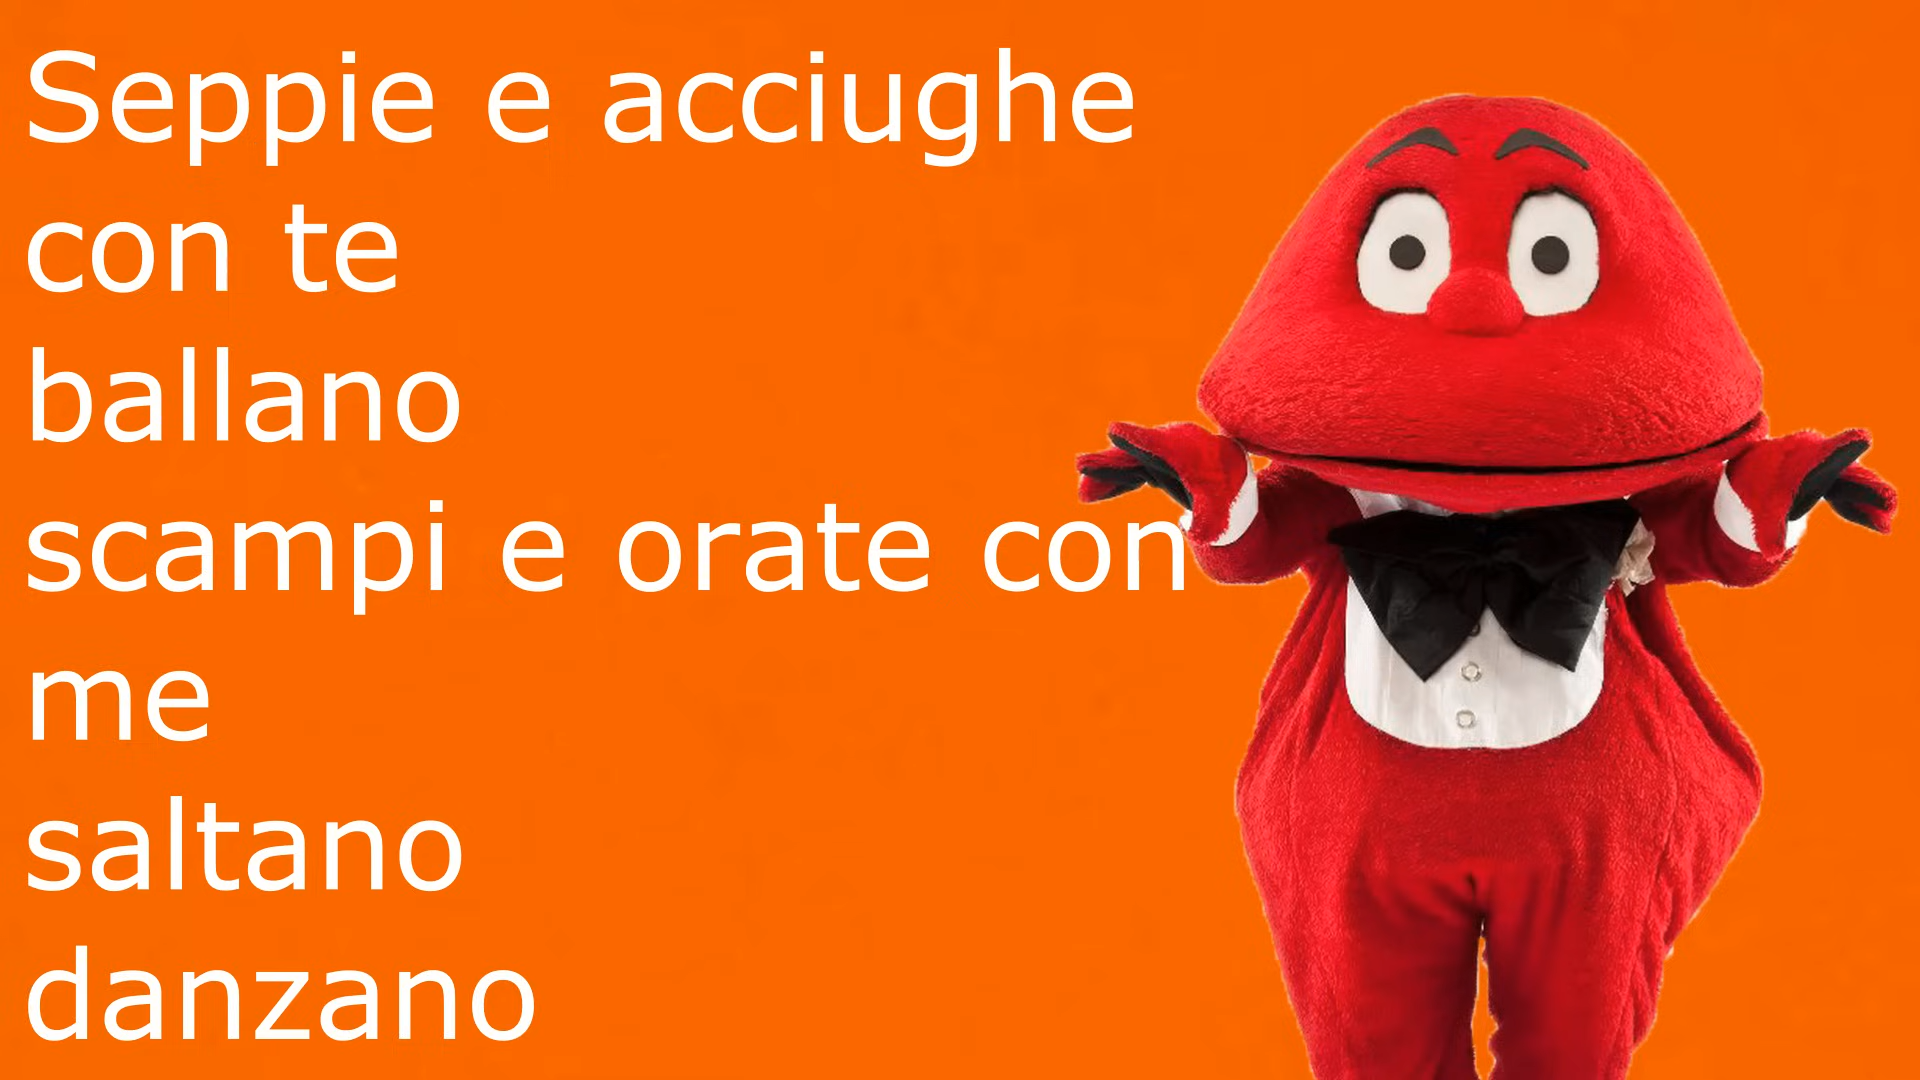 Seppie e acciughe
con te
ballano
scampi e orate con
me
saltano
danzano